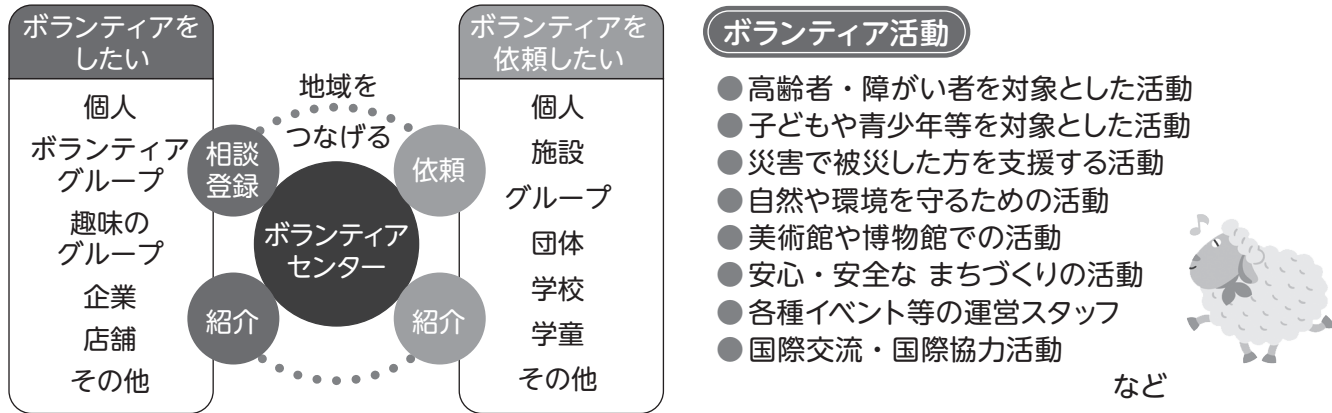 ボランティアを
したい
個人
ボランティア
グループ
趣味の
グループ
企業
店舗
その他
地域を
つなげる
相談
登録
依頼
ボランティア
センター
紹介
紹介
ボランティアを
依頼したい
個人
施設
グループ
団体
学校
学童
その他
ボランティア活動
●高齢者・障がい者を対象とした活動
●子どもや青少年等を対象とした活動
●災害で被災した方を支援する活動
●自然や環境を守るための活動
●美術館や博物館での活動
●安心・安全な まちづくりの活動
●各種イベント等の運営スタッフ
●国際交流・国際協力活動
など